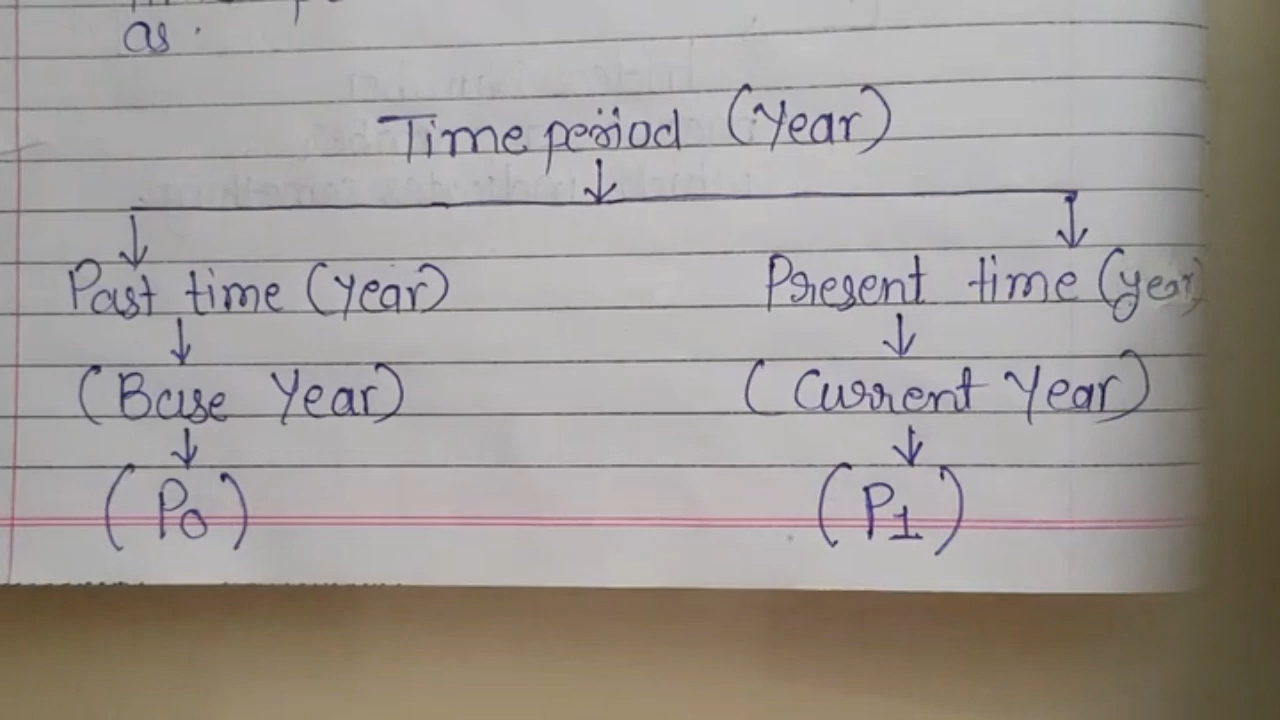 as.
Time period (Year)
Past time (year) Present time (year)
(Base Year) (Current Year)
(P0) (P1)